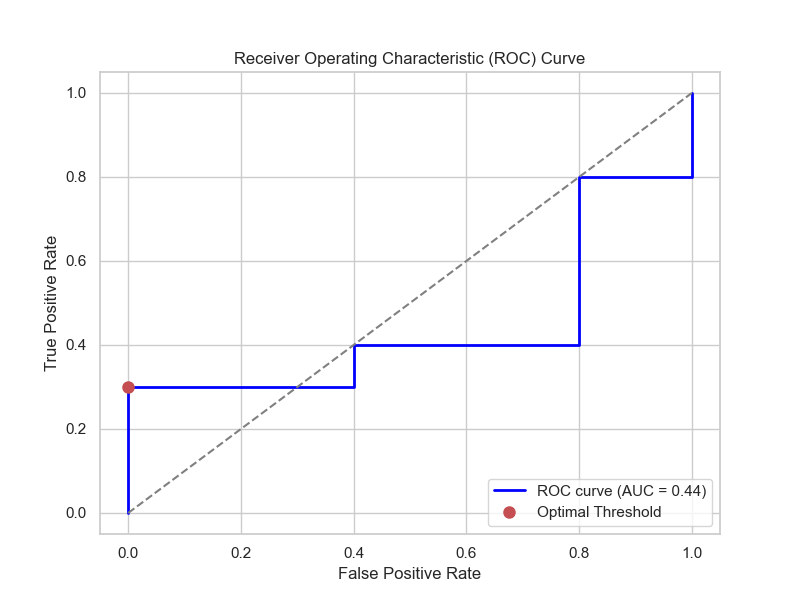 Receiver Operating Characteristic (ROC) Curve
True Positive Rate
1.0
0.8
0.6
0.4
0.2
0.0
0.0 0.2 0.4 0.6 0.8 1.0
False Positive Rate
ROC curve (AUC = 0.44)
Optimal Threshold